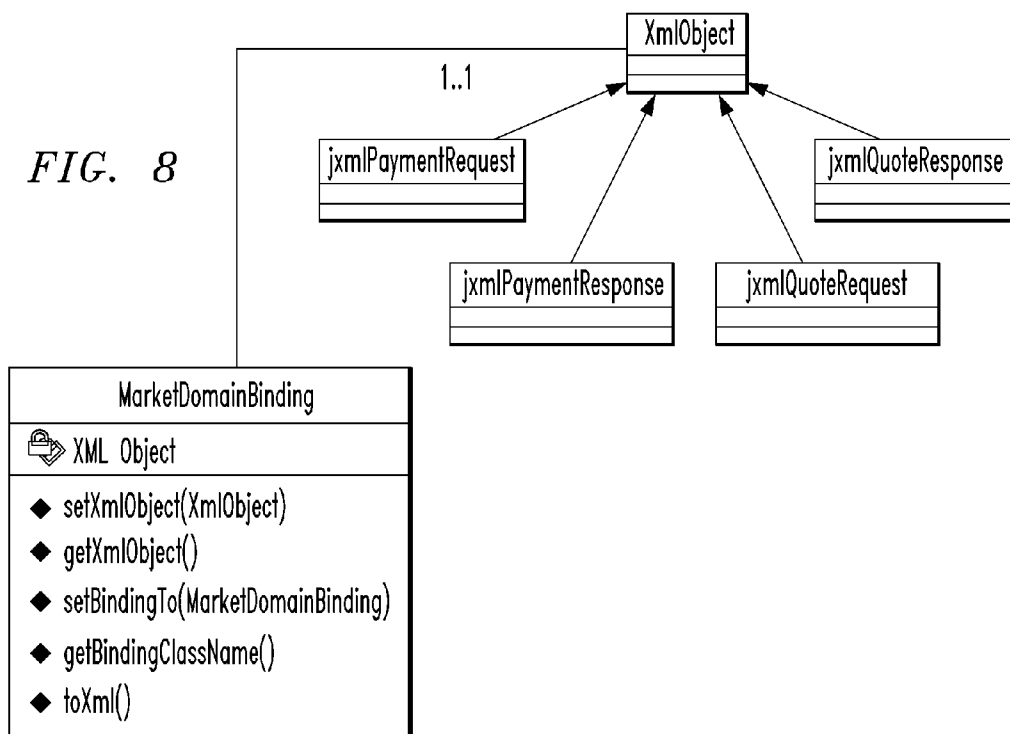 XmlObject
1..1
FIG. 8
jxmlPaymentRequest
jxmlQuoteResponse
jxmlPaymentResponse
jxmlQuoteRequest
MarketDomainBinding
XML Object
setXmlObject(XmlObject)
getXmlObject()
setBindingTo(MarketDomainBinding)
getBindingClassName()
toXml()